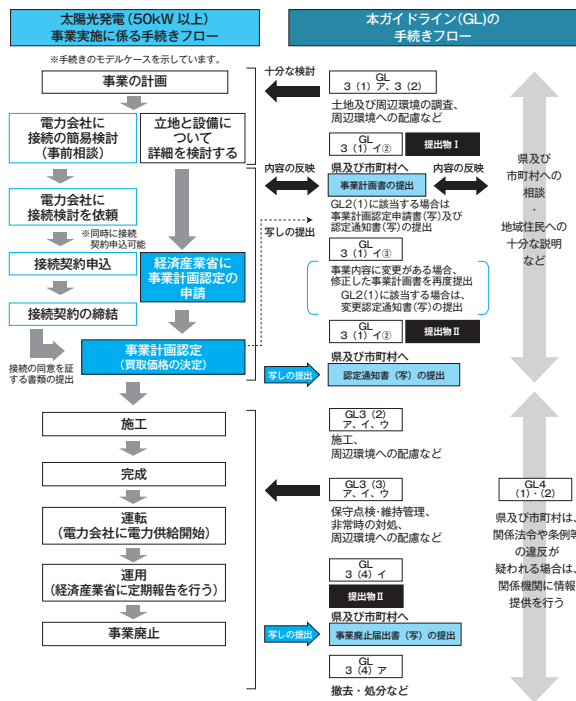 太陽光発電(50kW 以上)
事業実施に係る手続きフロー
※手続きのモデルケースを示しています。
事業の計画
電力会社に
接続の簡易検討
(事前相談)
立地と設備に
ついて
詳細を検討する
電力会社に
接続検討を依頼
※同時に接続
契約申込可能
接続契約申込
経済産業省に
事業計画認定の
申請
接続契約の締結
事業計画認定
(買取価格の決定)
接続の同意を証
する書類の提出
施工
完成
運転
(電力会社に電力供給開始)
運用
(経済産業省に定期報告を行う)
事業廃止
本ガイドライン(GL)の
手続きフロー
十分な検討
GL
3(1)ア、3(2)
土地及び周辺環境の調査、
周辺環境への配慮など
GL
3(1)イ②
提出物Ⅰ
内容の反映
県及び市町村へ
内容の反映
事業計画書の提出
写しの提出
GL2(1)に該当する場合は
事業計画認定申請書(写)及び
認定通知書(写)の提出
GL
3(1)イ③
事業内容に変更がある場合、
修正した事業計画書を再度提出
GL2(1)に該当する場合は、
変更認定通知書(写)の提出
GL
3(1)イ②
提出物Ⅱ
県及び市町村へ
写しの提出
認定通知書(写)の提出
GL3(2)
ア、イ、ウ
施工、
周辺環境への配慮など
GL3(3)
ア、イ、ウ
保守点検・維持管理、
非常時の対処、
周辺環境への配慮など
GL
3(4)イ
提出物Ⅱ
県及び市町村へ
写しの提出
事業廃止届出書(写)の提出
GL
3(4)ア
撤去・処分など
県及び
市町村への
相談
・
地域住民への
十分な説明
など
GL4
(1)・(2)
県及び市町村は、
関係法令や条例等
の違反が
疑われる場合は、
関係機関に情報
提供を行う